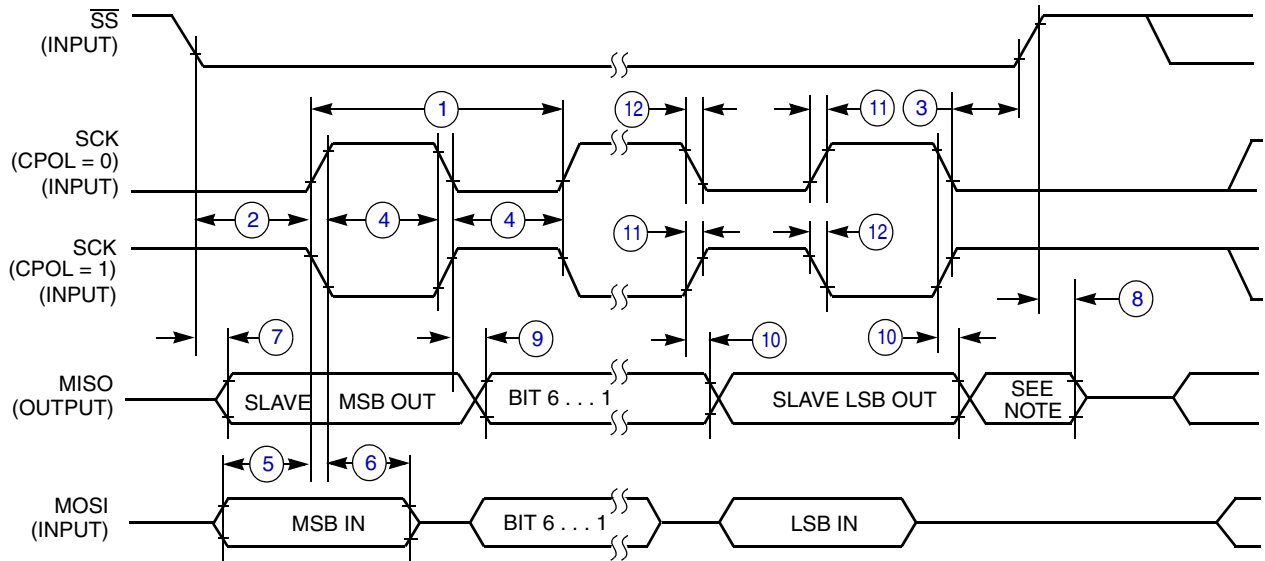 SS
(INPUT)
1
12
11
3
SCK
(CPOL = 0)
(INPUT)
2
4
4
SCK
(CPOL = 1)
(INPUT)
11
12
8
7
9
10
10
MISO
(OUTPUT)
SLAVE MSB OUT
BIT 6 . . . 1
SLAVE LSB OUT
SEE
NOTE
5
6
MOSI
(INPUT)
MSB IN
BIT 6 . . . 1
LSB IN